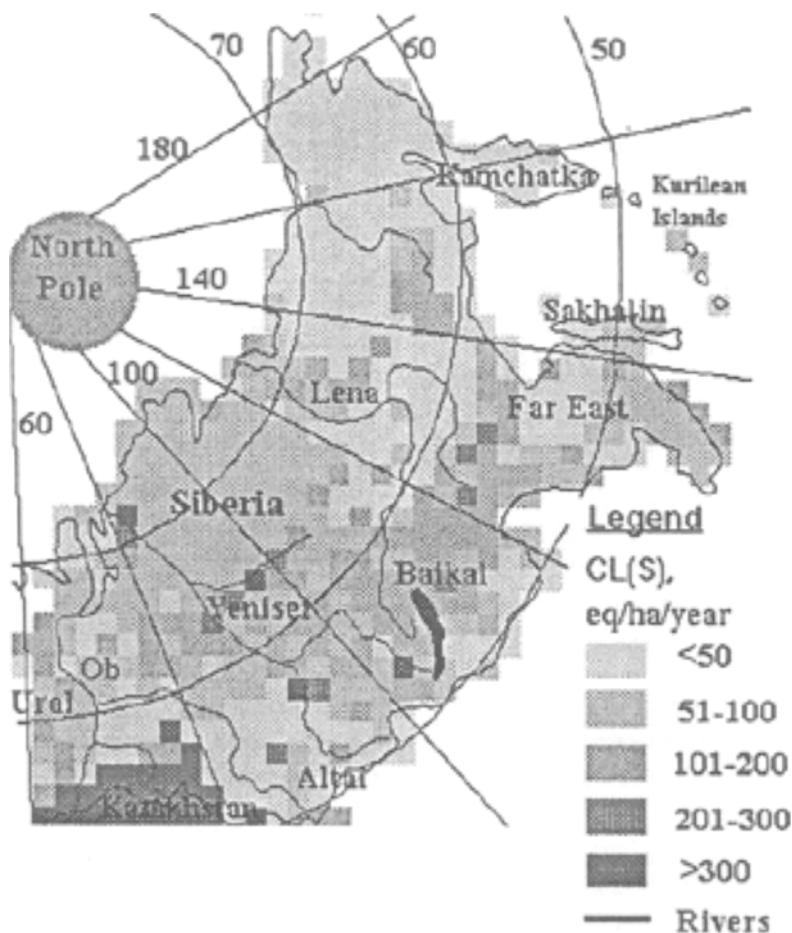 70
60
50
180
Kamchatka
Kurilean
Islands
North
Pole
140
Sakhalin
100
Lena
Far East
60
Siberia
Legend
CL(S),
eq/ha/year
Baikal
Yenisei
<50
Ob
Ural
51-100
101-200
Altai
Kamkhstan
201-300
>300
Rivers